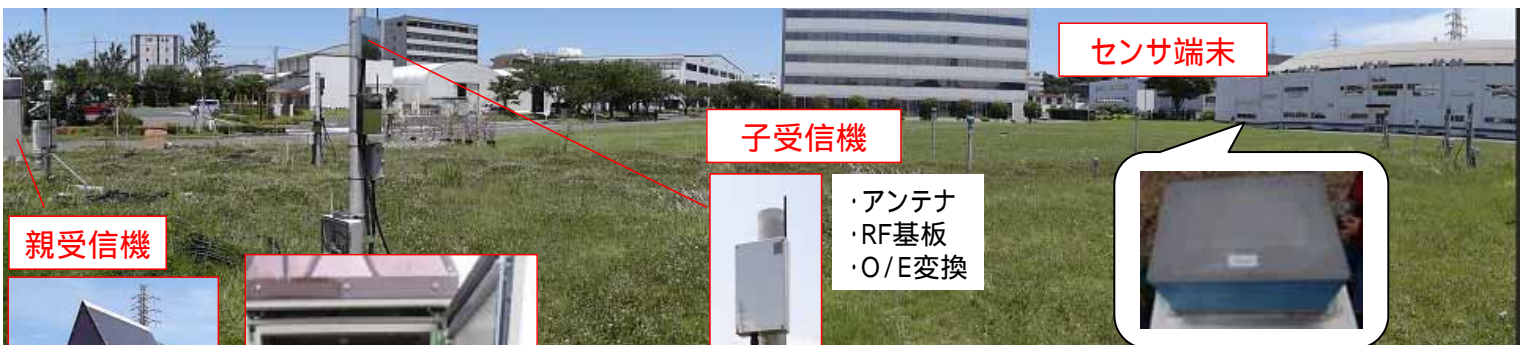 センサ端末
子受信機
・アンテナ
・RF基板
・O/E変換
親受信機